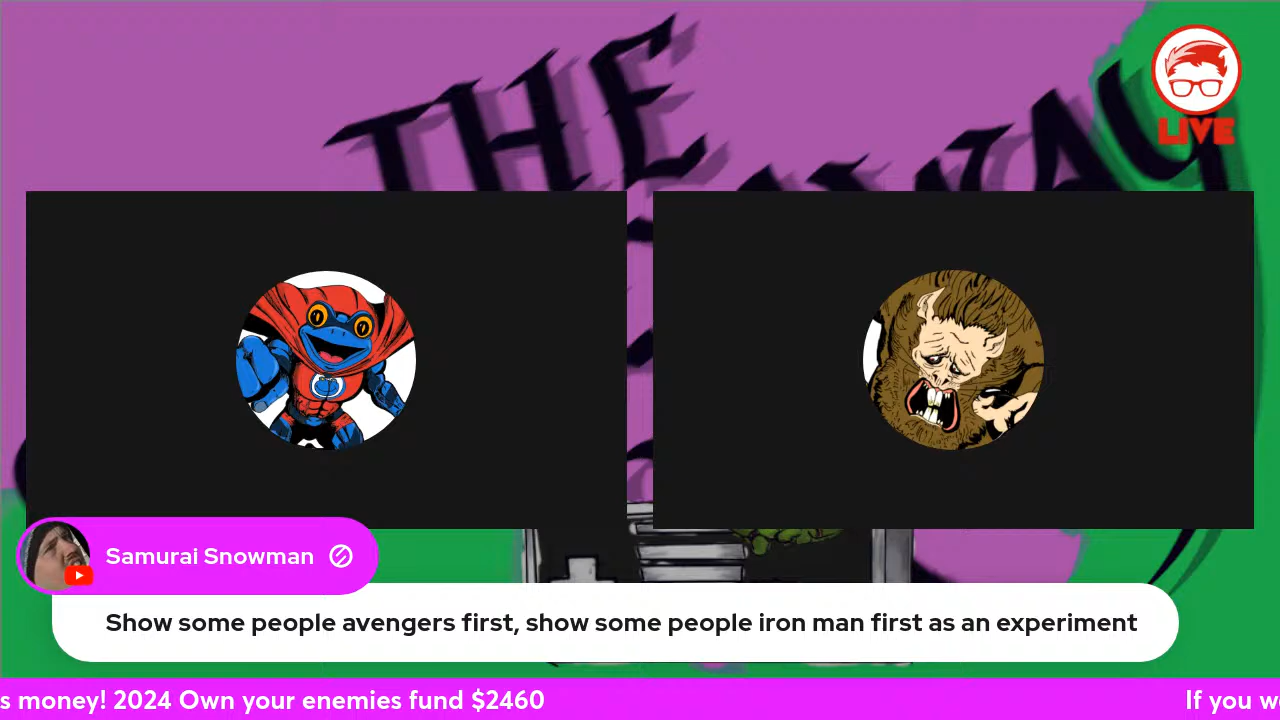 THE
LIVE
Samurai Snowman
Show some people avengers first, show some people iron man first as an experiment
s money! 2024 Own your enemies fund $2460
If you w